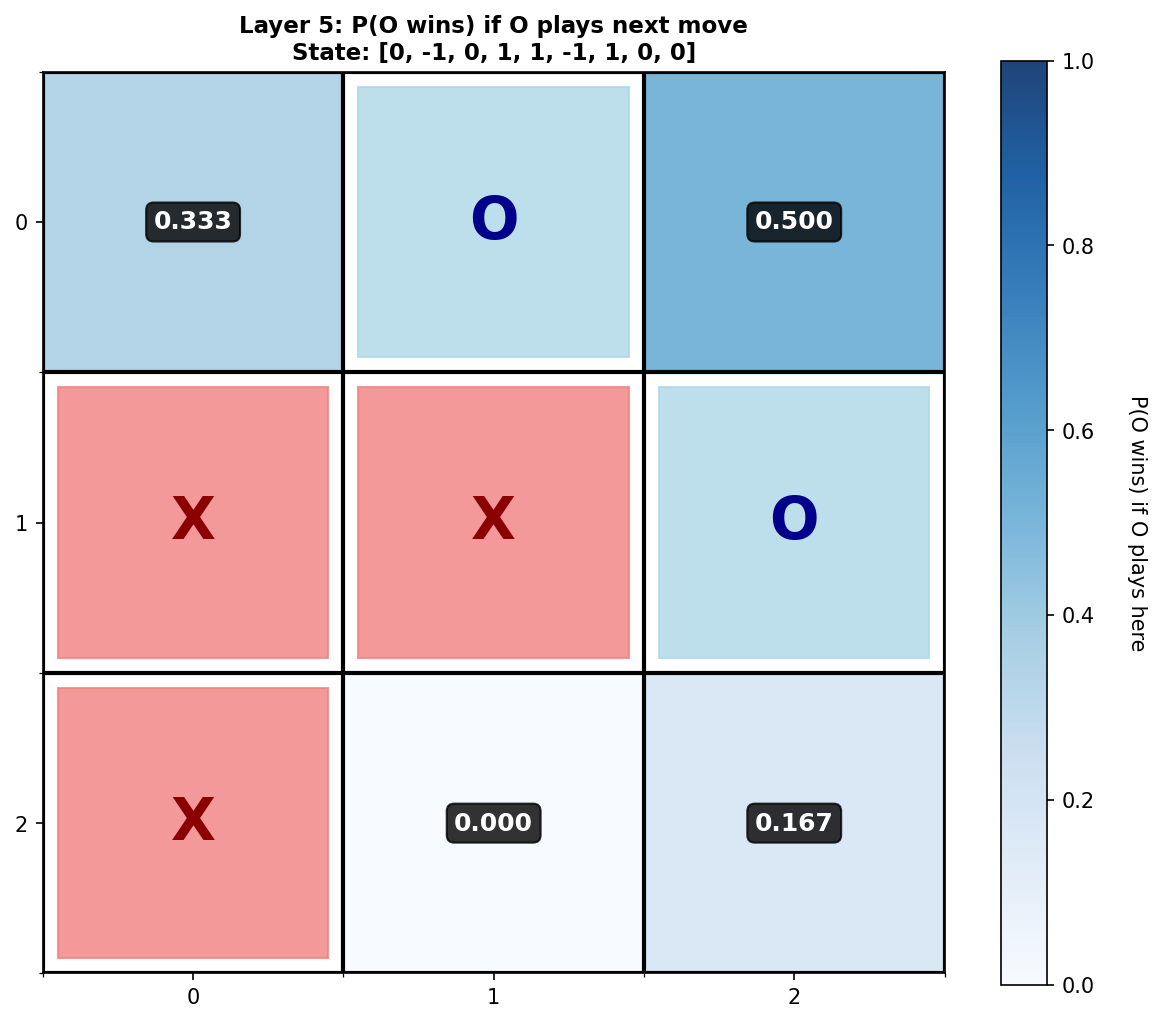 Layer 5: P(O wins) if O plays next move
State: [0, -1, 0, 1, 1, -1, 1, 0, 0]
0
0.333
O
0.500
1
X
X
O
2
X
0.000
0.167
0
1
2
1.0
0.8
0.6
0.4
0.2
0.0
P(O wins) if O plays here